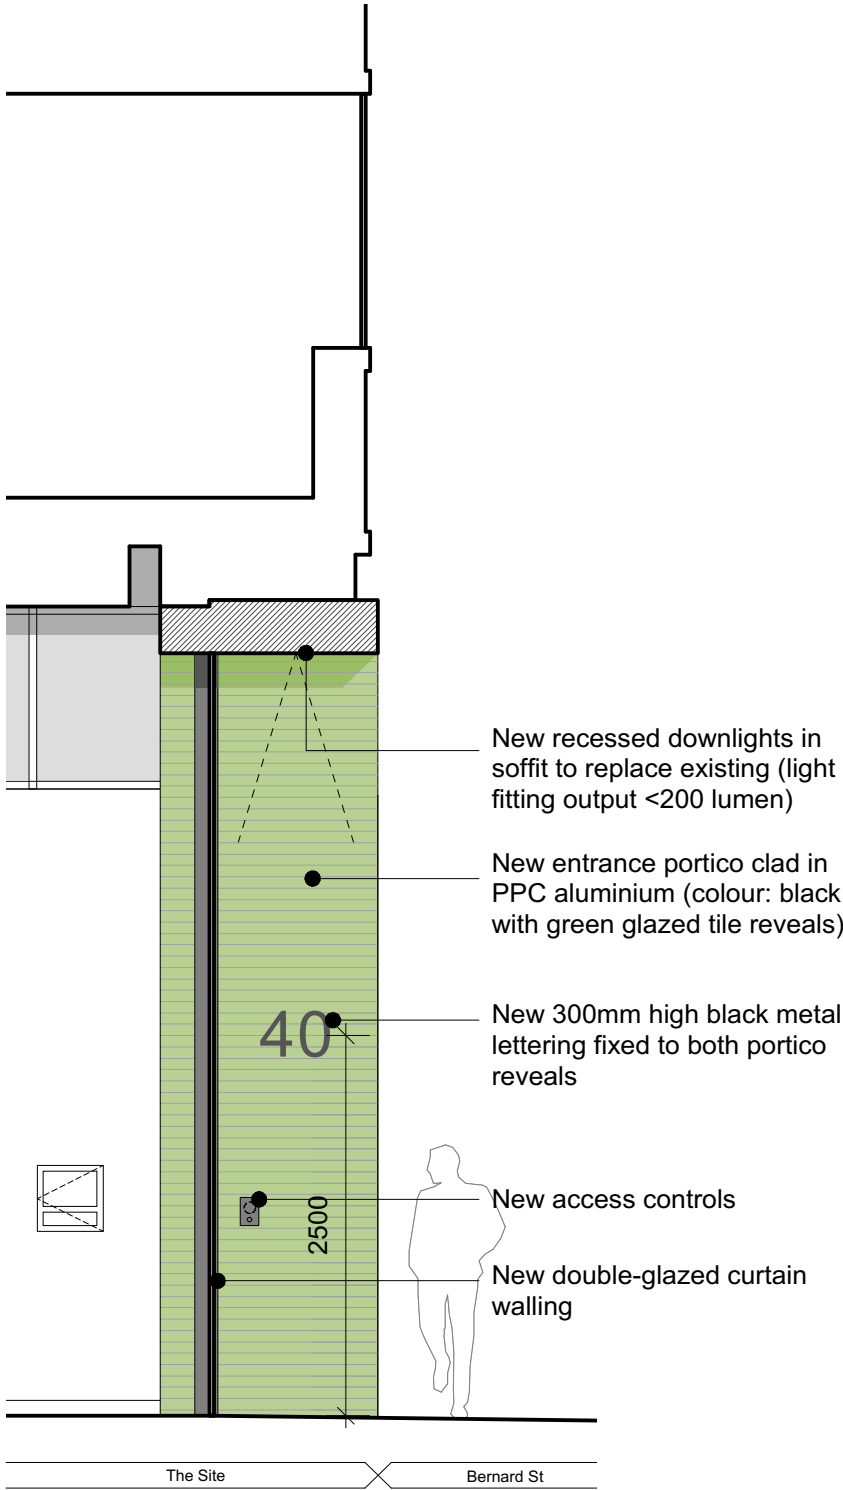 New recessed downlights in
soffit to replace existing (light
fitting output <200 lumen)
New entrance portico clad in
PPC aluminium (colour: black
with green glazed tile reveals)
New 300mm high black metal
lettering fixed to both portico
reveals
40
New access controls
2500
New double-glazed curtain
walling
The Site
Bernard St